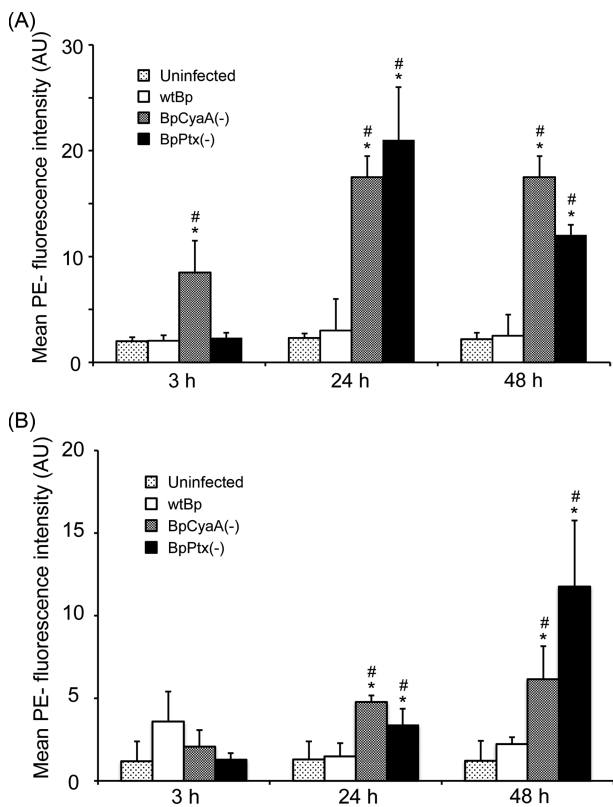 (A)
Mean PE- fluorescence intensity (AU)
30
20
10
0
Uninfected
wtBp
BpCyaA(-)
BpPtx(-)
#
*
#
*
#
*
#
*
#
*
3 h
24 h
48 h
(B)
Mean PE- fluorescence intensity (AU)
20
15
10
5
0
Uninfected
wtBp
BpCyaA(-)
BpPtx(-)
#
*
#
*
#
*
#
*
3 h
24 h
48 h